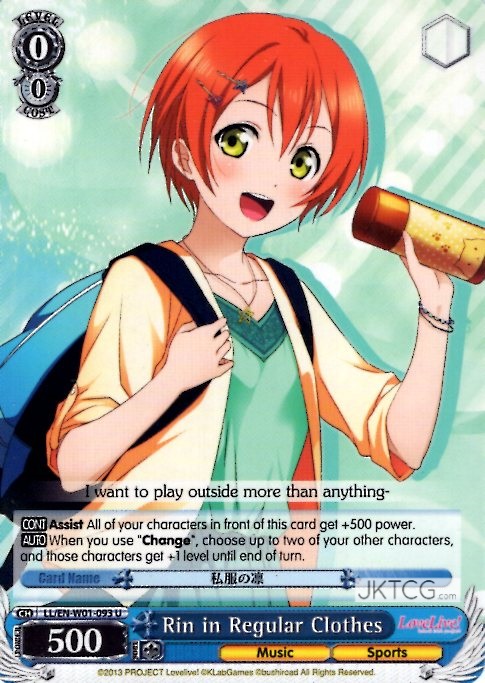 LEVEL
0
0
COST
I want to play outside more than anything-
CONT Assist All of your characters in front of this card get +500 power.
AUTO When you use "Change", choose up to two of your other characters,
and those characters get +1 level until end of turn.
Card Name
私服の凛
JKTCG.com
GH LL/EN-W01-093 U
POWER
500
Rin in Regular Clothes
LoveLive!
Music
Sports
©2013 PROJECT Lovelive! ©KLabGames ©bushiroad All Rights Reserved.